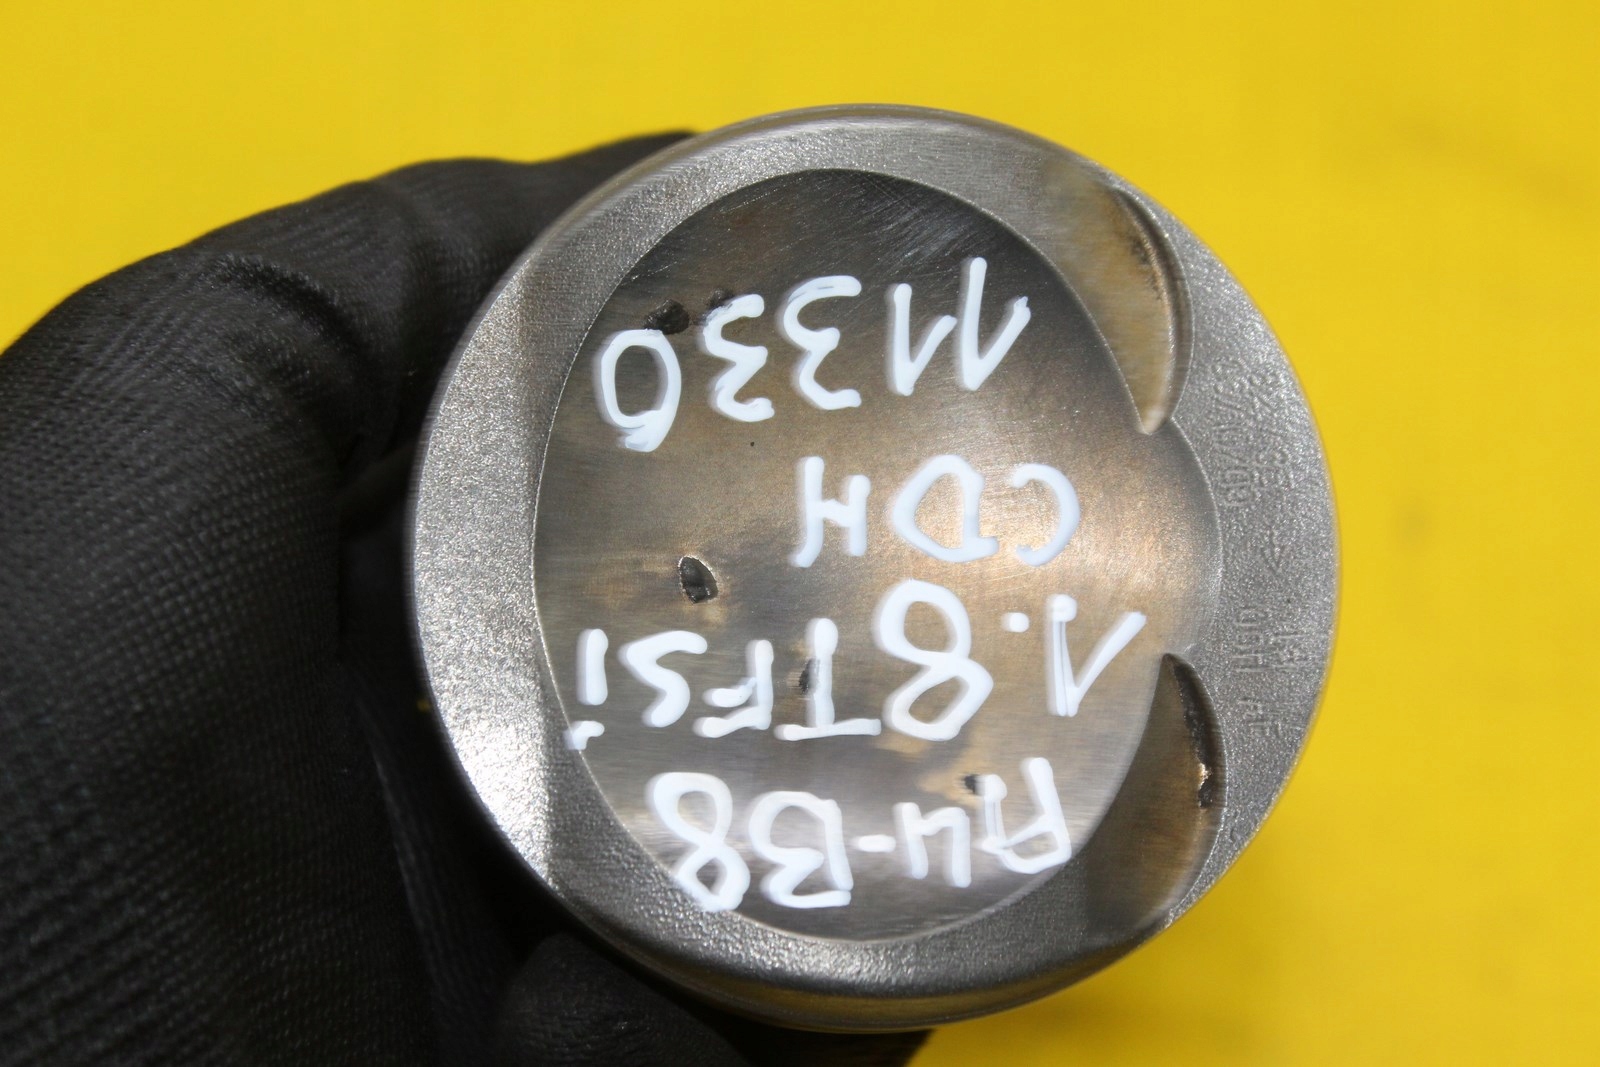 A4-B8
1.8TFSi
CDH
11330